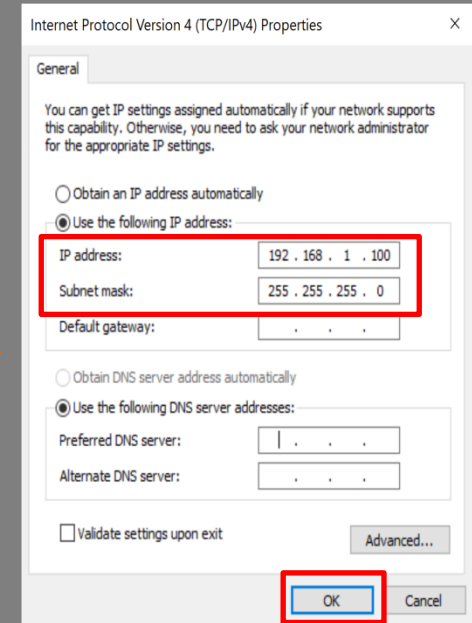 Internet Protocol Version 4 (TCP/IPv4) Properties
General
You can get IP settings assigned automatically if your network supports
this capability. Otherwise, you need to ask your network administrator
for the appropriate IP settings.
Obtain an IP address automatically
Use the following IP address:
IP address: 192 . 168 . 1 . 100
Subnet mask: 255 . 255 . 255 . 0
Default gateway: . . .
Obtain DNS server address automatically
Use the following DNS server addresses:
Preferred DNS server: . . .
Alternate DNS server: . . .
Validate settings upon exit
Advanced...
OK Cancel